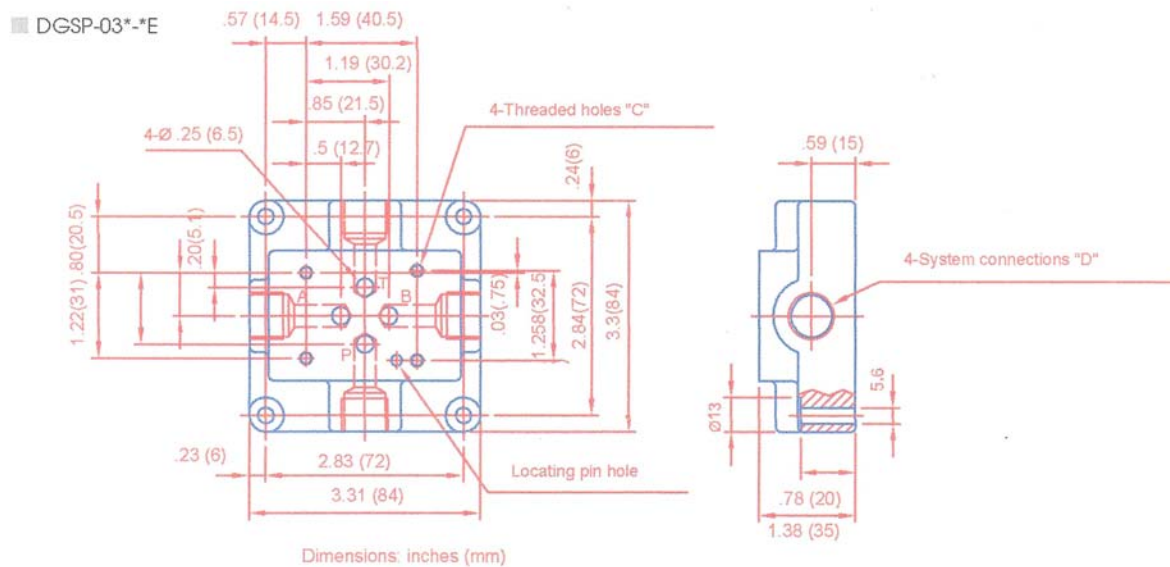 DGSP-03*-*E
.57 (14.5)
1.59 (40.5)
1.19 (30.2)
.85 (21.5)
4-Threaded holes "C"
4-Ø .25 (6.5)
.5 (12.7)
.24(6)
.59 (15)
.80 (20.5)
.20(5.1)
1.22(31)
T
A
B
P
.03(.75)
1.258(32.5
2.84(72)
3.3(84)
4-System connections "D"
5,6
Ø13
.23 (6)
2.83 (72)
Locating pin hole
3.31 (84)
.78 (20)
1.38 (35)
Dimensions: inches (mm)